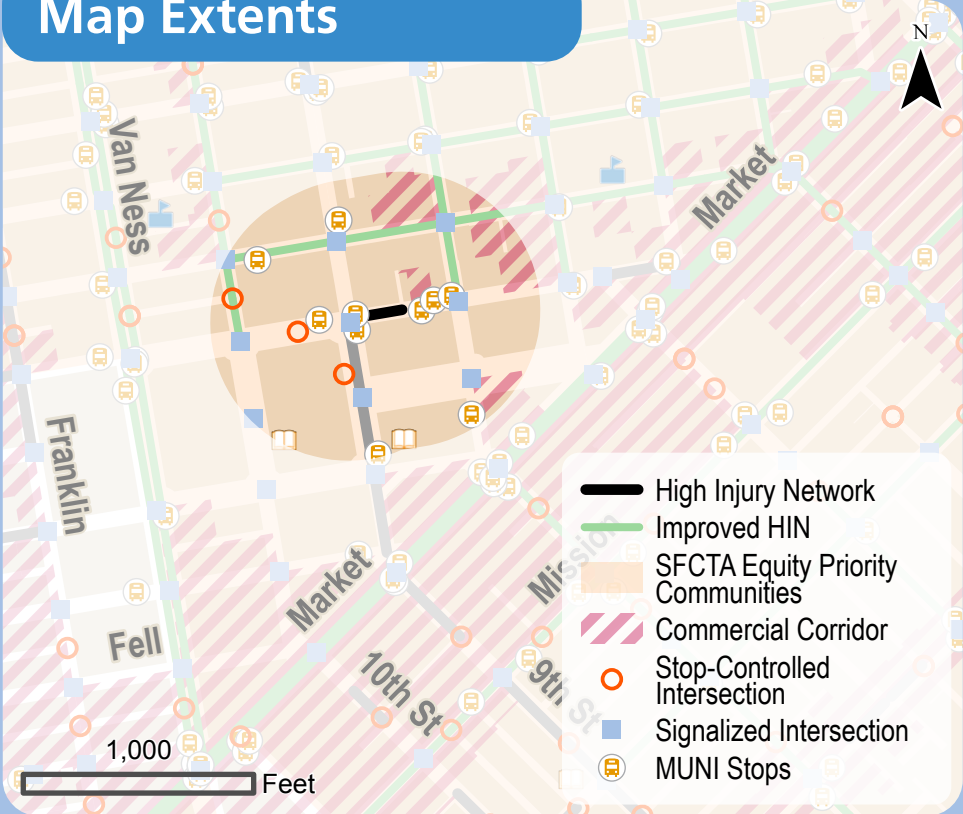 Map Extents
N
Van Ness
Market
Franklin
Market
Mission
Fell
10th St
9th St
1,000
Feet
High Injury Network
Improved HIN
SFCTA Equity Priority
Communities
Commercial Corridor
Stop-Controlled
Intersection
Signalized Intersection
MUNI Stops